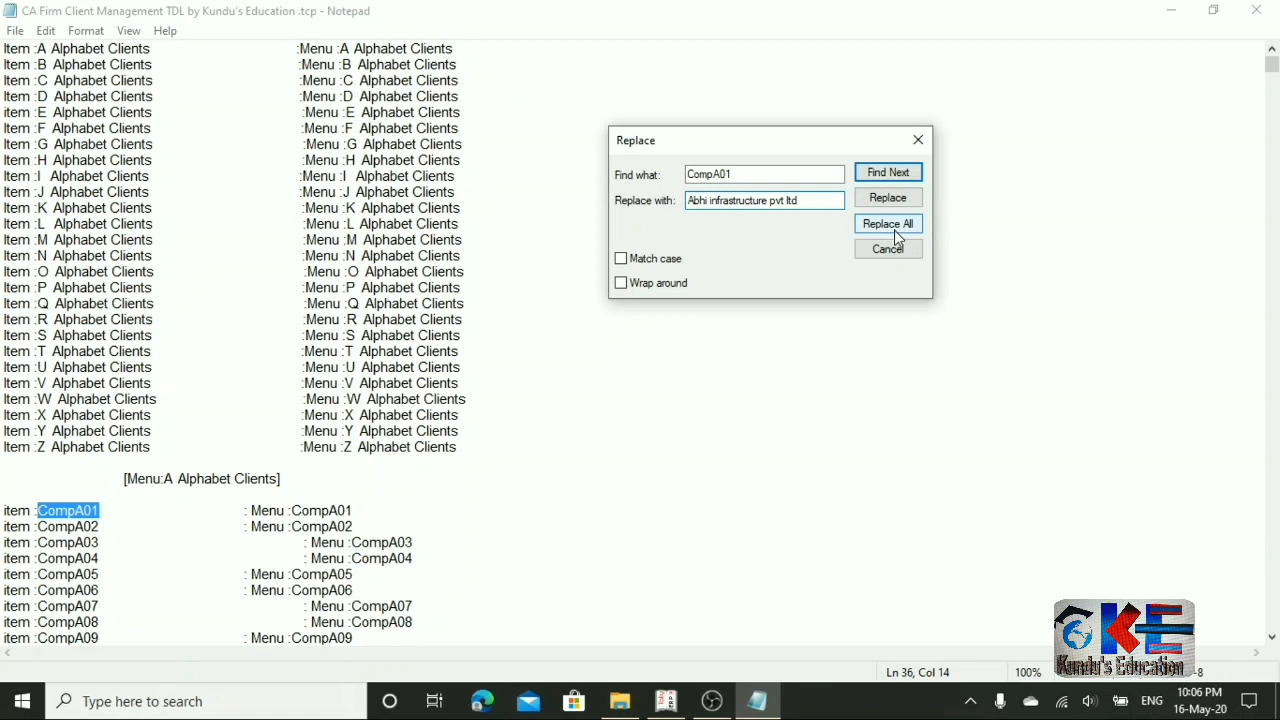 CA Firm Client Management TDL by Kundu's Education .tcp - Notepad
File Edit Format View Help
Item :A Alphabet Clients :Menu :A Alphabet Clients
Item :B Alphabet Clients :Menu :B Alphabet Clients
Item :C Alphabet Clients :Menu :C Alphabet Clients
Item :D Alphabet Clients :Menu :D Alphabet Clients
item :E Alphabet Clients :Menu :E Alphabet Clients
Item :F Alphabet Clients :Menu :F Alphabet Clients
Item :G Alphabet Clients :Menu :G Alphabet Clients
Item :H Alphabet Clients :Menu :H Alphabet Clients
Item :I Alphabet Clients :Menu :I Alphabet Clients
Item :J Alphabet Clients :Menu :J Alphabet Clients
Item :K Alphabet Clients :Menu :K Alphabet Clients
Item :L Alphabet Clients :Menu :L Alphabet Clients
Item :M Alphabet Clients :Menu :M Alphabet Clients
Item :N Alphabet Clients :Menu :N Alphabet Clients
Item :O Alphabet Clients :Menu :O Alphabet Clients
Item :P Alphabet Clients :Menu :P Alphabet Clients
Item :Q Alphabet Clients :Menu :Q Alphabet Clients
Item :R Alphabet Clients :Menu :R Alphabet Clients
Item :S Alphabet Clients :Menu :S Alphabet Clients
Item :T Alphabet Clients :Menu :T Alphabet Clients
Item :U Alphabet Clients :Menu :U Alphabet Clients
Item :V Alphabet Clients :Menu :V Alphabet Clients
Item :W Alphabet Clients :Menu :W Alphabet Clients
Item :X Alphabet Clients :Menu :X Alphabet Clients
Item :Y Alphabet Clients :Menu :Y Alphabet Clients
Item :Z Alphabet Clients :Menu :Z Alphabet Clients
[Menu:A Alphabet Clients]
item :CompA01 : Menu :CompA01
item :CompA02 : Menu :CompA02
item :CompA03 : Menu :CompA03
item :CompA04 : Menu :CompA04
item :CompA05 : Menu :CompA05
item :CompA06 : Menu :CompA06
item :CompA07 : Menu :CompA07
item :CompA08 : Menu :CompA08
item :CompA09 : Menu :CompA09
Replace
Find what: CompA01 Find Next
Replace with: Abhi infrastructure pvt ltd Replace
Replace All
Cancel
Match case
Wrap around
KE
Kundu's Education
Ln 36, Col 14 100% -8
Type here to search
ENG
10:06 PM
16-May-20